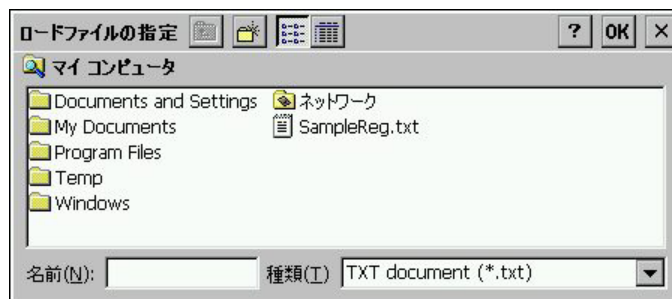 ロードファイルの指定 ? OK ×
マイ コンピュータ
Documents and Settings ネットワーク
My Documents SampleReg.txt
Program Files
Temp
Windows
名前(N): 種類(T) TXT document (*.txt)